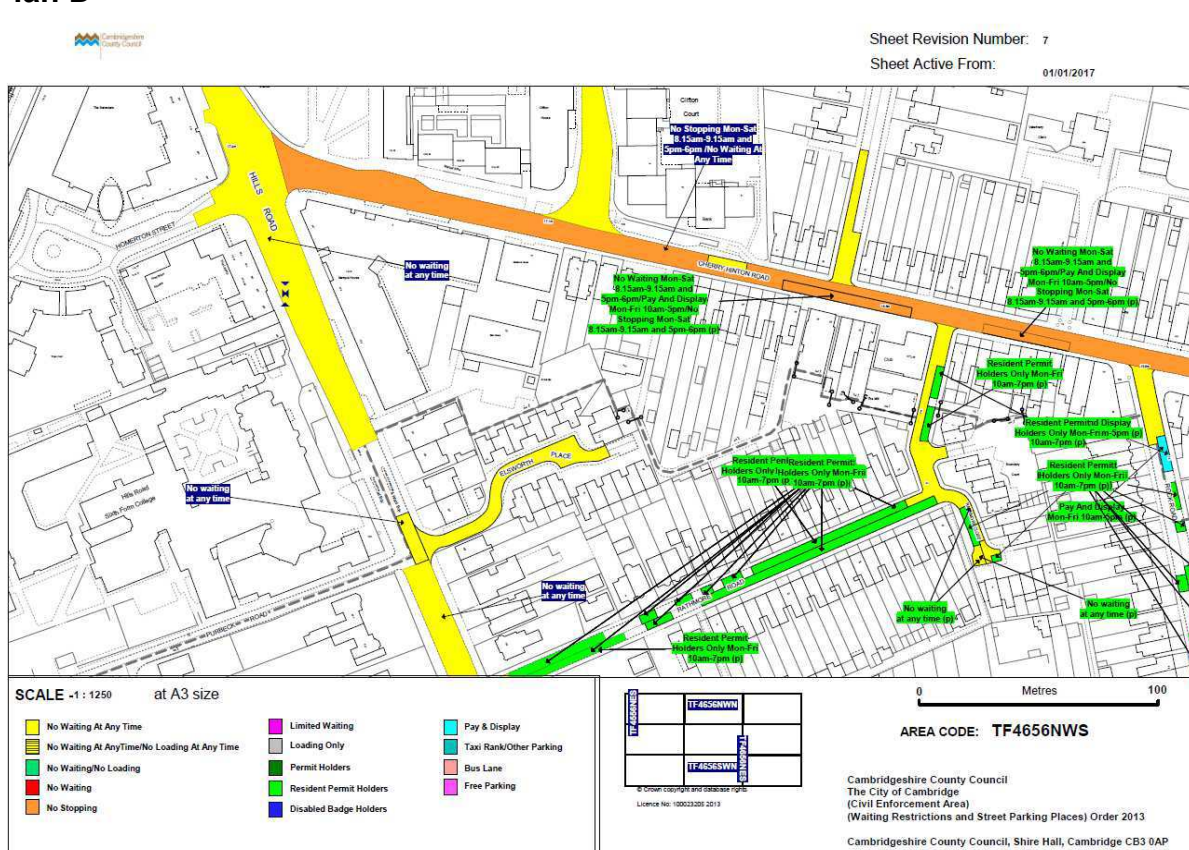 Cambridgeshire
County Council
Sheet Revision Number: 7
Sheet Active From:
01/01/2017
Clifton
Court
No Stopping Mon-Sat
8.15am-9.15am and
5pm-6pm /No Waiting At
Any Time
HILLS ROAD
HOMERTON STREET
No waiting
at any time
CHERRY HINTON ROAD
No Waiting Mon-Sat
8.15am-9.15am and
5pm-6pm/Pay And Display
Mon-Fri 10am-5pm/No
Stopping Mon-Sat
8.15am-9.15am and 5pm-6pm (p)
No Waiting Mon-Sat
8.15am-9.15am and
5pm-6pm/Pay And Display
Mon-Fri 10am-5pm/No
Stopping Mon-Sat
8.15am-9.15am and 5pm-6pm (p)
Club
Resident Permit
Holders Only Mon-Fri
10am-7pm (p)
Resident Permit
Holders Only Mon-Fri
10am-7pm (p)
ELSWORTH PLACE
Resident Permit
Holders Only Mon-Fri
10am-7pm (p)
Resident Permit
Holders Only Mon-Fri
10am-7pm (p)
Pay And Display
Mon-Fri 10am-5pm (p)
Hills Road
Sixth Form College
No waiting
at any time
No waiting
at any time
RATHMORE ROAD
PURBECK ROAD
Resident Permit
Holders Only Mon-Fri
10am-7pm (p)
No waiting
at any time (p)
No waiting
at any time (p)
SCALE -1 : 1250 at A3 size
No Waiting At Any Time
No Waiting At AnyTime/No Loading At Any Time
No Waiting/No Loading
No Waiting
No Stopping
Limited Waiting
Loading Only
Permit Holders
Resident Permit Holders
Disabled Badge Holders
Pay & Display
Taxi Rank/Other Parking
Bus Lane
Free Parking
TF4656NWN
TF4656SWN
© Crown copyright and database rights
Licence No: 100023205 2013
0 Metres 100
AREA CODE: TF4656NWS
Cambridgeshire County Council
The City of Cambridge
(Civil Enforcement Area)
(Waiting Restrictions and Street Parking Places) Order 2013
Cambridgeshire County Council, Shire Hall, Cambridge CB3 0AP